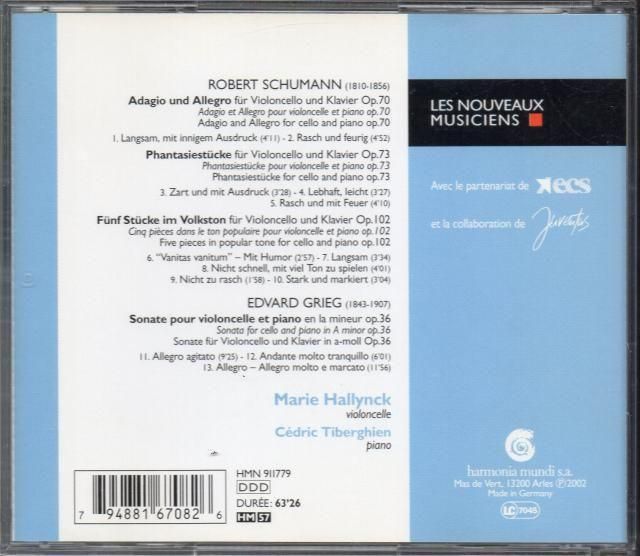 ROBERT SCHUMANN (1810-1856)
Adagio und Allegro für Violoncello und Klavier Op.70
Adagio et Allegro pour violoncelle et piano op.70
Adagio and Allegro for cello and piano op.70
1. Langsam, mit innigem Ausdruck (4'11) - 2. Rasch und feurig (4'52)
Phantasiestücke für Violoncello und Klavier Op.73
Phantasiestücke pour violoncelle et piano op.73
Phantasiestücke for cello and piano op.73
3. Zart und mit Ausdruck (3'28) - 4. Lebhaft, leicht (3'27)
5. Rasch und mit Feuer (4'10)
Fünf Stücke im Volkston für Violoncello und Klavier Op.102
Cinq pièces dans le ton populaire pour violoncelle et piano op.102
Five pieces in popular tone for cello and piano op.102
6. "Vanitas vanitum" – Mit Humor (2'57) - 7. Langsam (3'34)
8. Nicht schnell, mit viel Ton zu spielen (4'01)
9. Nicht zu rasch (1'58) - 10. Stark und markiert (3'04)
EDVARD GRIEG (1843-1907)
Sonate pour violoncelle et piano en la mineur op.36
Sonata for cello and piano in A minor op.36
Sonate für Violoncello und Klavier in a-moll Op.36
11. Allegro agitato (9'25) - 12. Andante molto tranquillo (6'01)
13. Allegro – Allegro molto e marcato (11'56)
Marie Hallynck
violoncelle
Cédric Tiberghien
piano
HMN 911779
DDD
DURÉE: 63'26
HM 57
7 94881 67082 6
LES NOUVEAUX
MUSICIENS
Avec le partenariat de ecs
et la collaboration de Juventus
harmonia mundi s.a.
Mas de Vert, 13200 Arles Ⓟ2002
Made in Germany
LC 7045